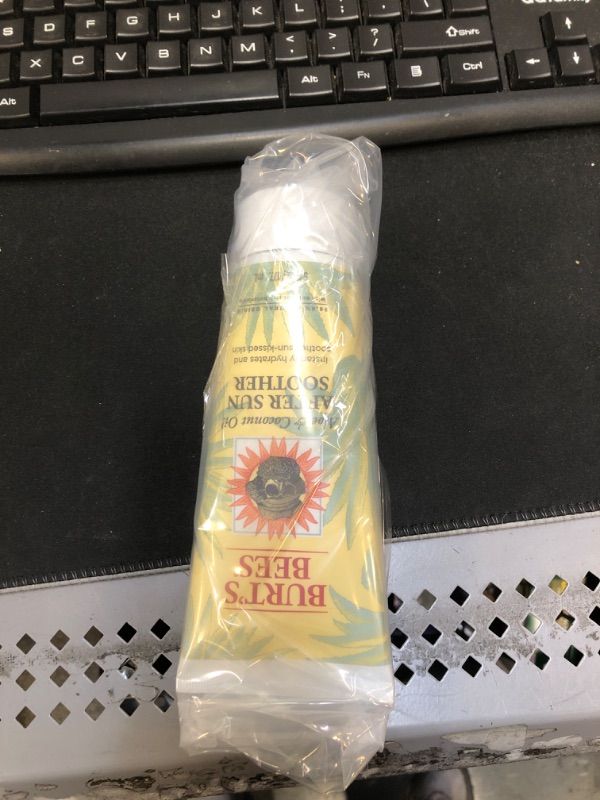 S
D
F
G
H
J
K
L
X
C
V
B
N
M
<
,
>
.
?
/
Shift
Alt
Alt
Fn
Ctrl
BURT'S
BEES
Aloe & Coconut Oil
AFTER SUN
SOOTHER
Instantly hydrates and
soothes sun-kissed skin